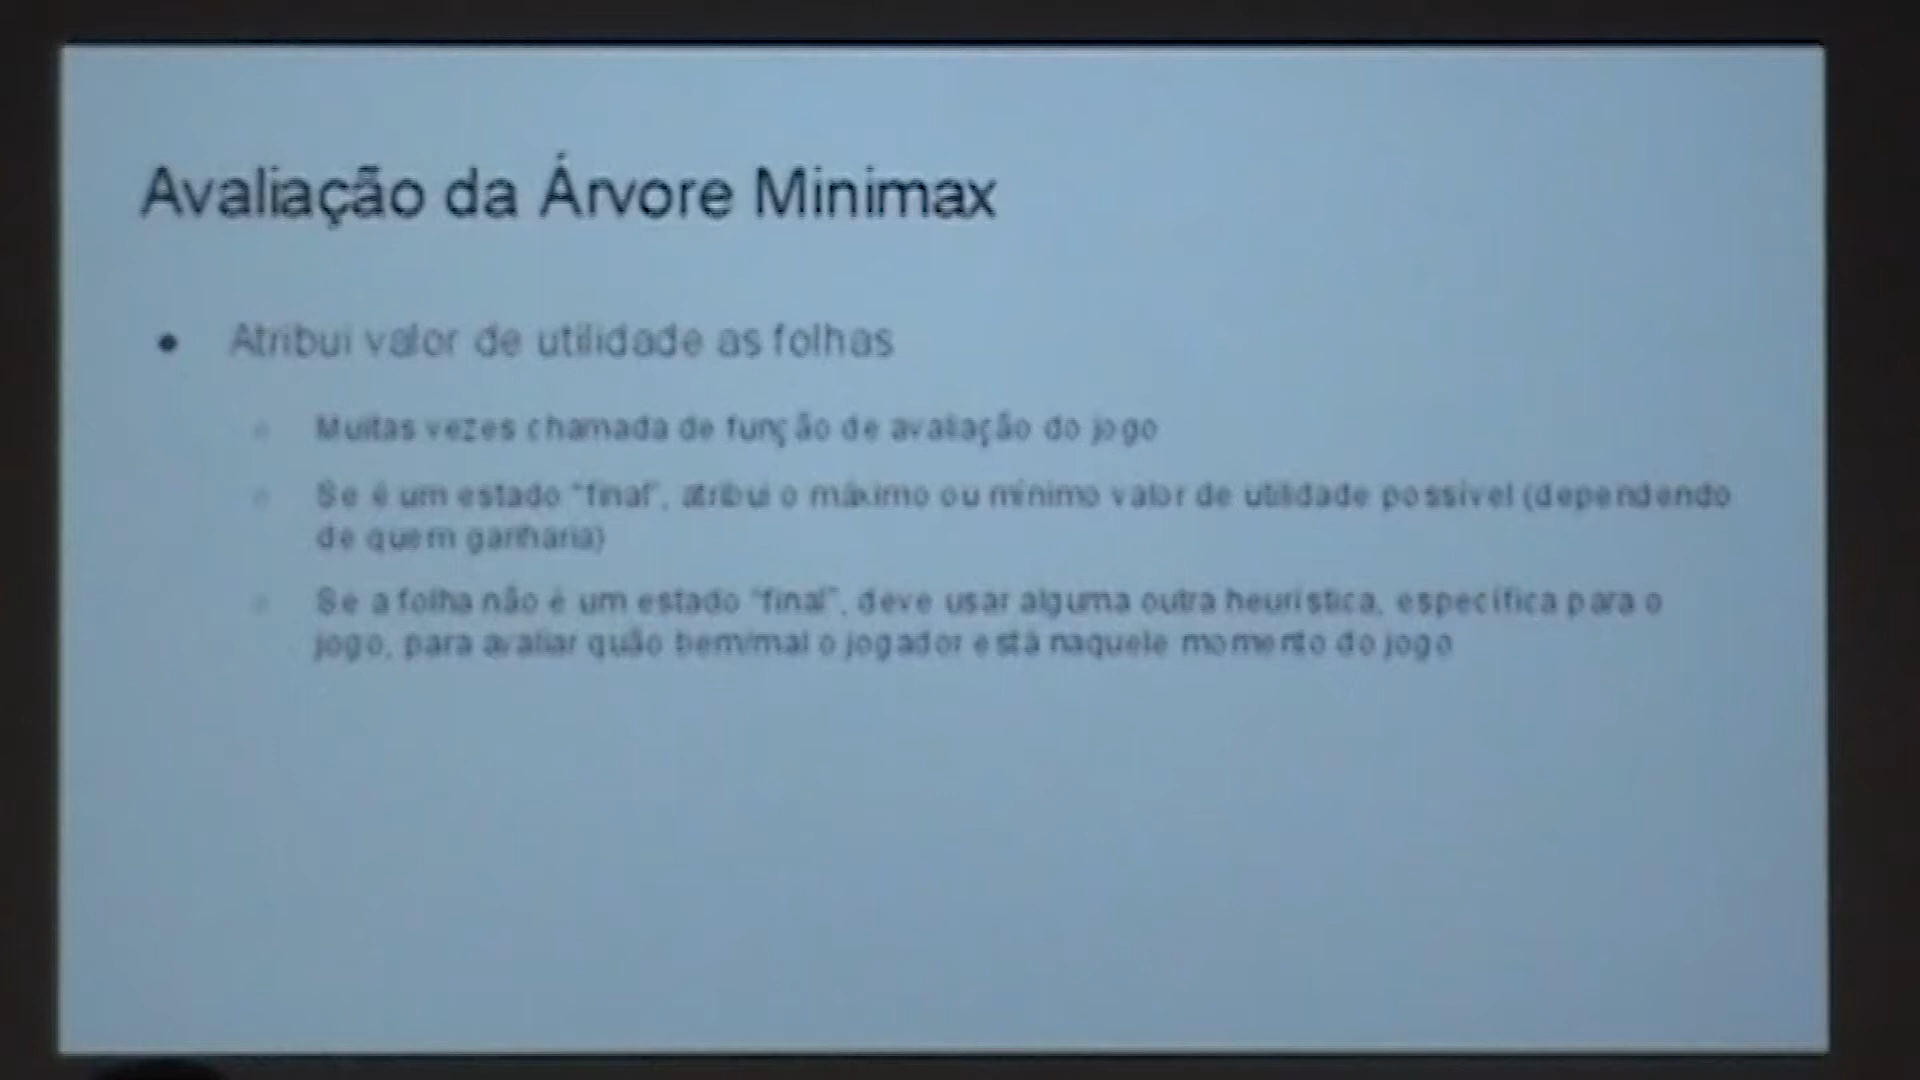 Avaliação da Árvore Minimax
Atribui valor de utilidade as folhas
Muitas vezes chamada de função de avaliação do jogo
Se é um estado "final", atribui o máximo ou mínimo valor de utilidade possível (dependendo
de quem ganharia)
Se a folha não é um estado "final", deve usar alguma outra heurística, específica para o
jogo, para avaliar quão bem/mal o jogador está naquele momento do jogo